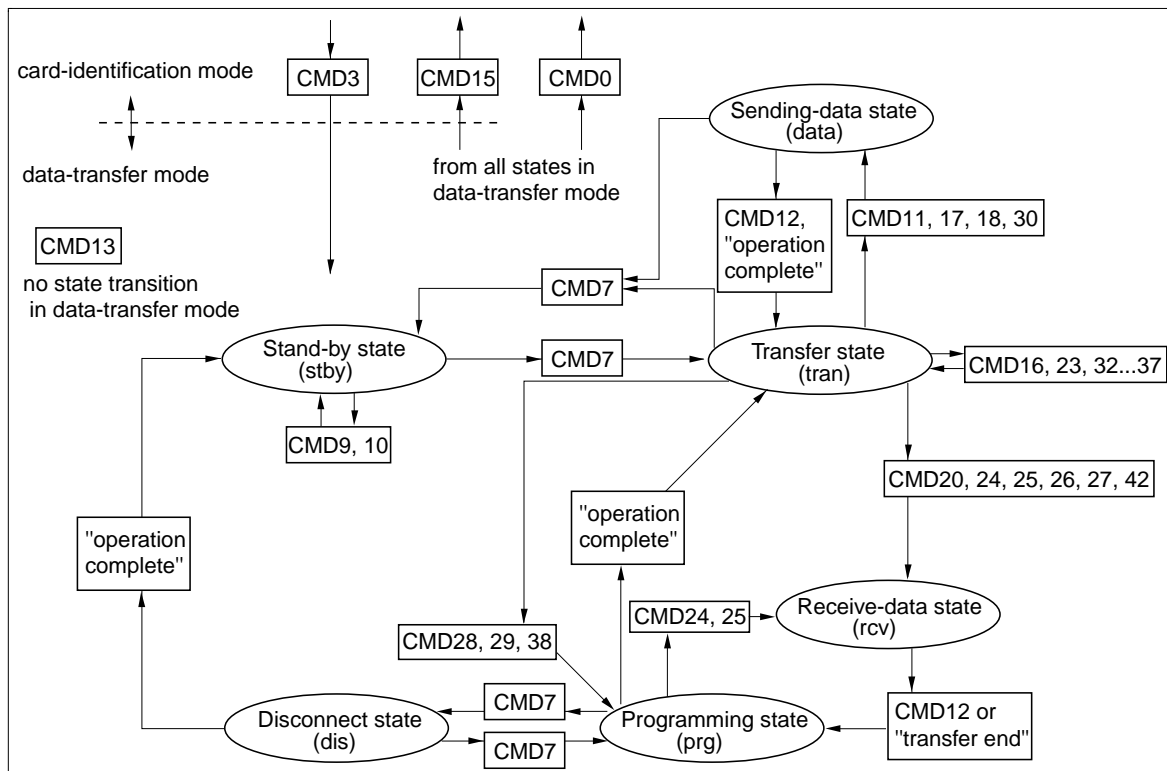 card-identification mode
CMD3
CMD15
CMD0
data-transfer mode
from all states in
data-transfer mode
CMD13
no state transition
in data-transfer mode
Sending-data state
(data)
CMD12,
"operation
complete"
CMD11, 17, 18, 30
CMD7
Stand-by state
(stby)
CMD7
Transfer state
(tran)
CMD16, 23, 32...37
CMD9, 10
CMD20, 24, 25, 26, 27, 42
"operation
complete"
"operation
complete"
CMD28, 29, 38
CMD24, 25
Receive-data state
(rcv)
Disconnect state
(dis)
CMD7
CMD7
Programming state
(prg)
CMD12 or
"transfer end"